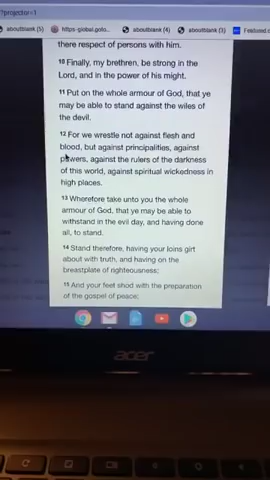 ?projector=1
aboutblank (5)
https-global.golo...
aboutblank (4)
aboutblank (3)
Featured
there respect of persons with him.
10 Finally, my brethren, be strong in the
Lord, and in the power of his might.
11 Put on the whole armour of God, that ye
may be able to stand against the wiles of
the devil.
12 For we wrestle not against flesh and
blood, but against principalities, against
powers, against the rulers of the darkness
of this world, against spiritual wickedness in
high places.
13 Wherefore take unto you the whole
armour of God, that ye may be able to
withstand in the evil day, and having done
all, to stand.
14 Stand therefore, having your loins girt
about with truth, and having on the
breastplate of righteousness;
15 And your feet shod with the preparation
of the gospel of peace;
acer